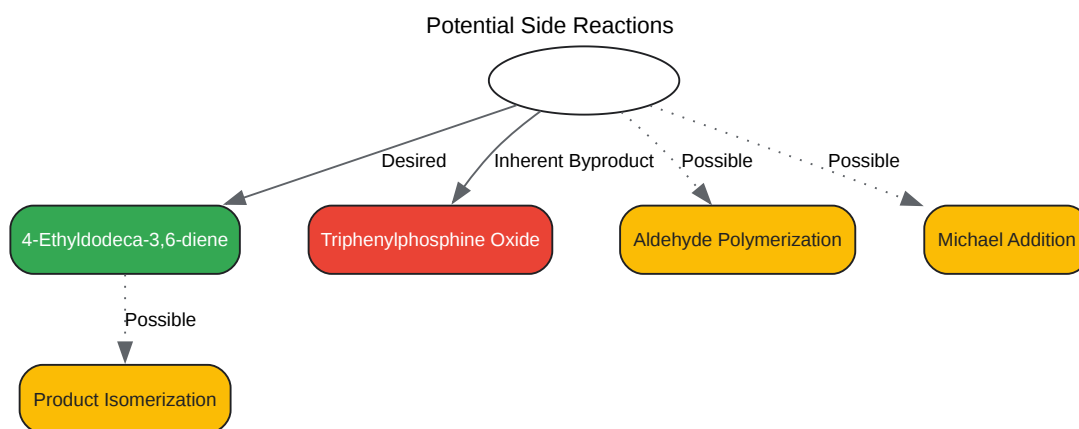 Potential Side Reactions
Desired
Inherent Byproduct
Possible
Possible
4-Ethyldodeca-3,6-diene
Triphenylphosphine Oxide
Aldehyde Polymerization
Michael Addition
Possible
Product Isomerization